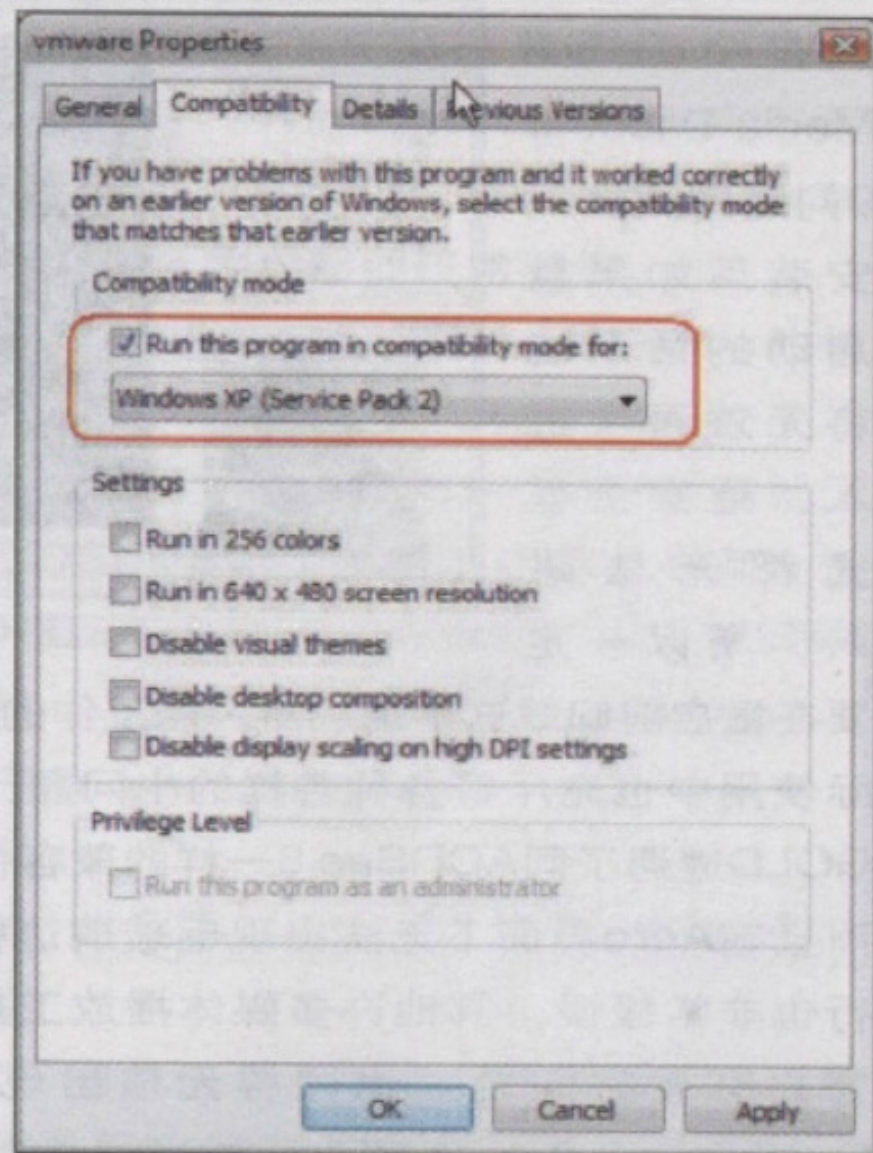 vmware Properties
General Compatibility Details Previous Versions
If you have problems with this program and it worked correctly
on an earlier version of Windows, select the compatibility mode
that matches that earlier version.
Compatibility mode
Run this program in compatibility mode for:
Windows XP (Service Pack 2)
Settings
Run in 256 colors
Run in 640 x 480 screen resolution
Disable visual themes
Disable desktop composition
Disable display scaling on high DPI settings
Privilege Level
Run this program as an administrator
OK Cancel Apply